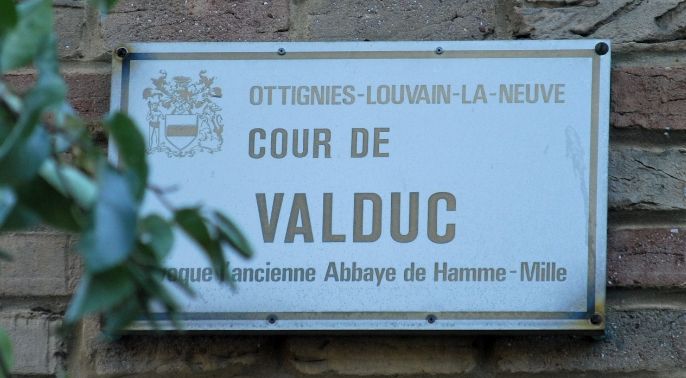 OTTIGNIES-LOUVAIN-LA-NEUVE
COUR DE
VALDUC
l'ancienne Abbaye de Hamme-Mille